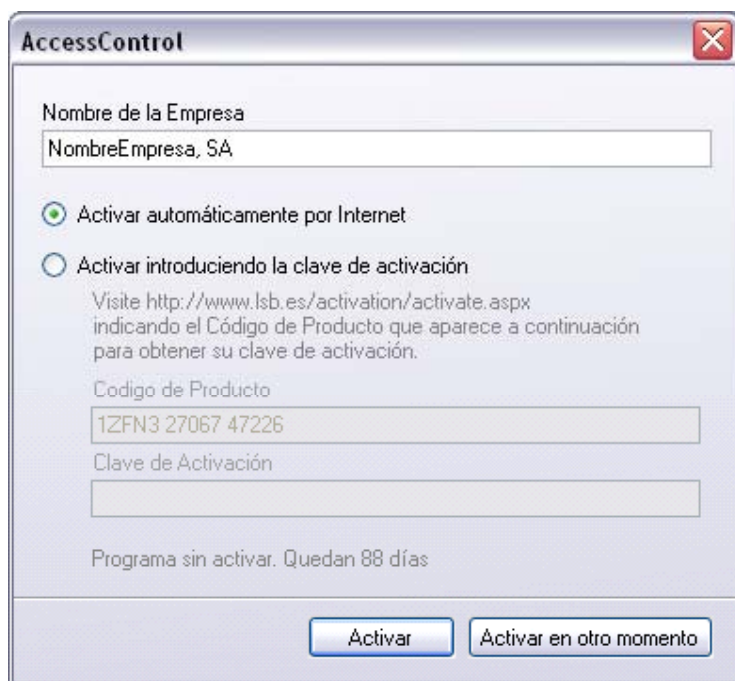 AccessControl
Nombre de la Empresa
NombreEmpresa, SA
Activar automáticamente por Internet
Activar introduciendo la clave de activación
Visite http://www.lsb.es/activation/activate.aspx
indicando el Código de Producto que aparece a continuación
para obtener su clave de activación.
Codigo de Producto
1ZFN3 27067 47226
Clave de Activación
Programa sin activar. Quedan 88 días
Activar
Activar en otro momento